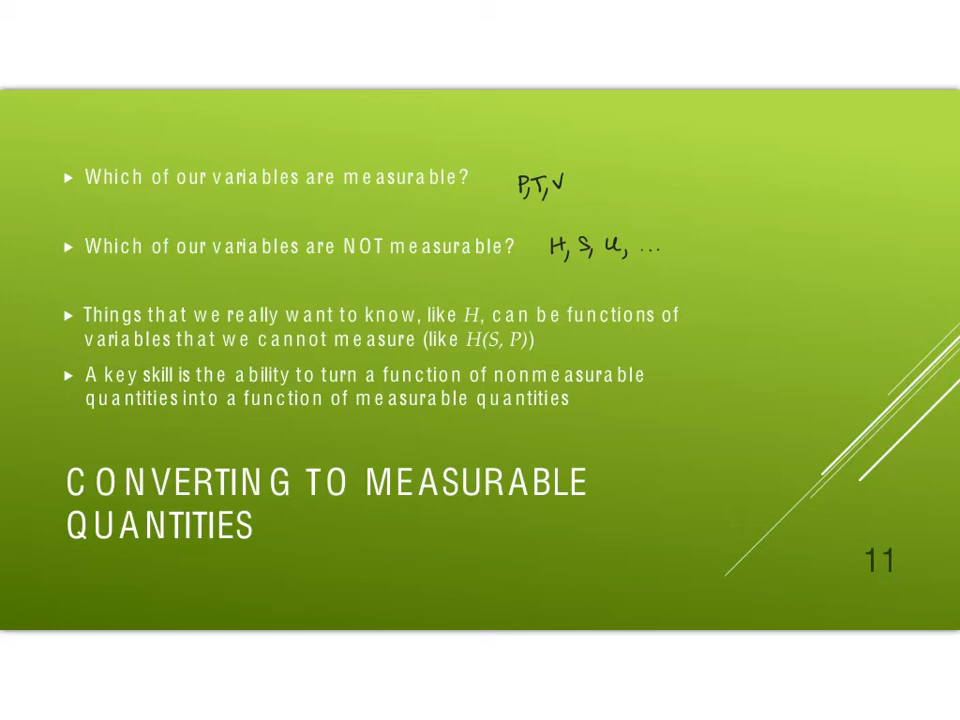 Which of our variables are measurable? P, T, V
Which of our variables are NOT measurable? H, S, U, ...
Things that we really want to know, like H, can be functions of
variables that we cannot measure (like H(S, P))
A key skill is the ability to turn a function of nonmeasurable
quantities into a function of measurable quantities
CONVERTING TO MEASURABLE
QUANTITIES
11